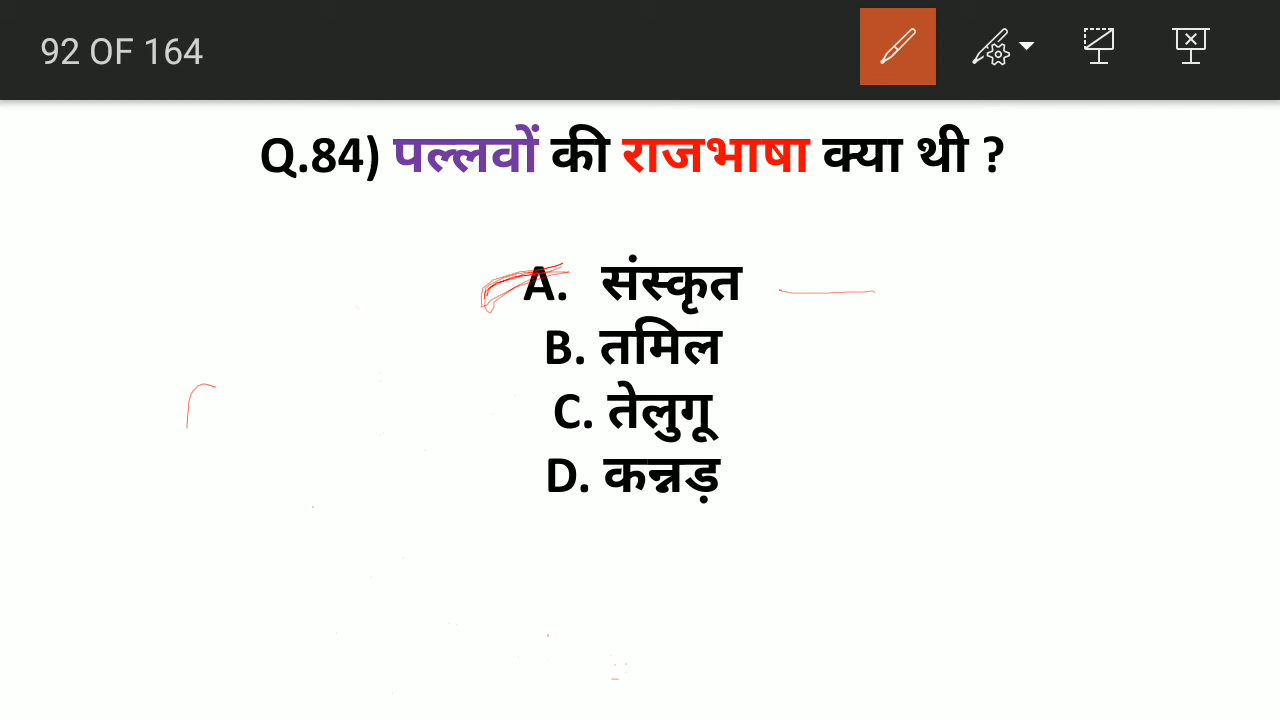 92 OF 164
Q.84) पल्लवों की राजभाषा क्या थी ?
A. संस्कृत
B. तमिल
C. तेलुगू
D. कन्नड़